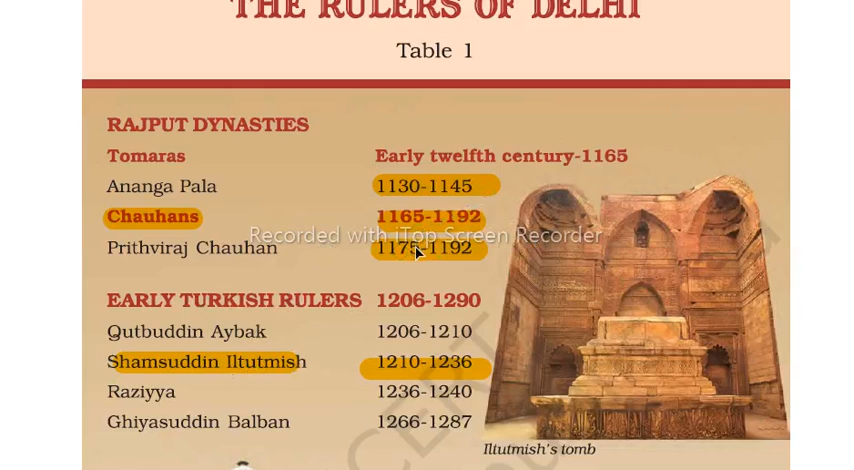 THE RULERS OF DELHI
Table 1
RAJPUT DYNASTIES
Tomaras Early twelfth century-1165
Ananga Pala 1130-1145
Chauhans 1165-1192
Recorded with iTop Screen Recorder
Prithviraj Chauhan 1175-1192
EARLY TURKISH RULERS 1206-1290
Qutbuddin Aybak 1206-1210
Shamsuddin Iltutmish 1210-1236
Raziyya 1236-1240
Ghiyasuddin Balban 1266-1287
Iltutmish's tomb